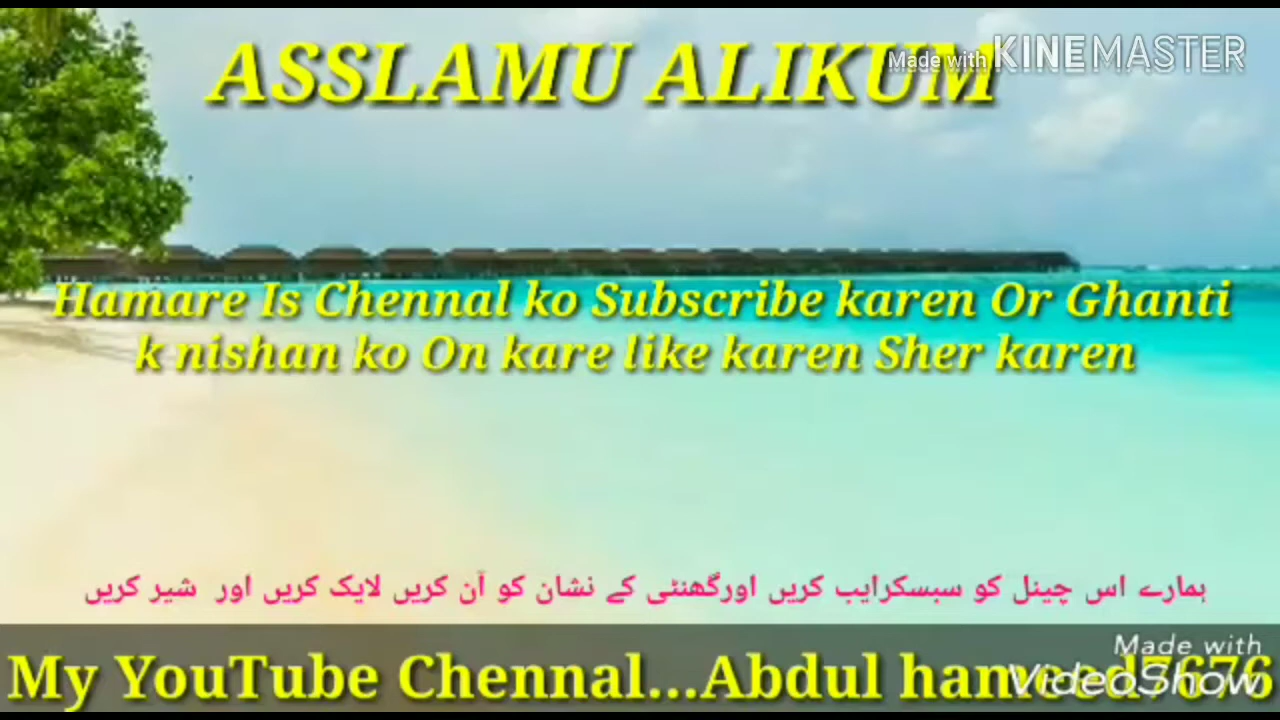 ASSLAMU ALIKUM
Made with KINEMASTER
Hamare Is Chennal ko Subscribe karen Or Ghanti
k nishan ko On kare like karen Sher karen
ہمارے اس چینل کو سبسکرایب کریں اورگھنٹی کے نشان کو آن کریں لایک کریں اور شیر کریں
Made with
VideoShow
My YouTube Chennal...Abdul hameed7676